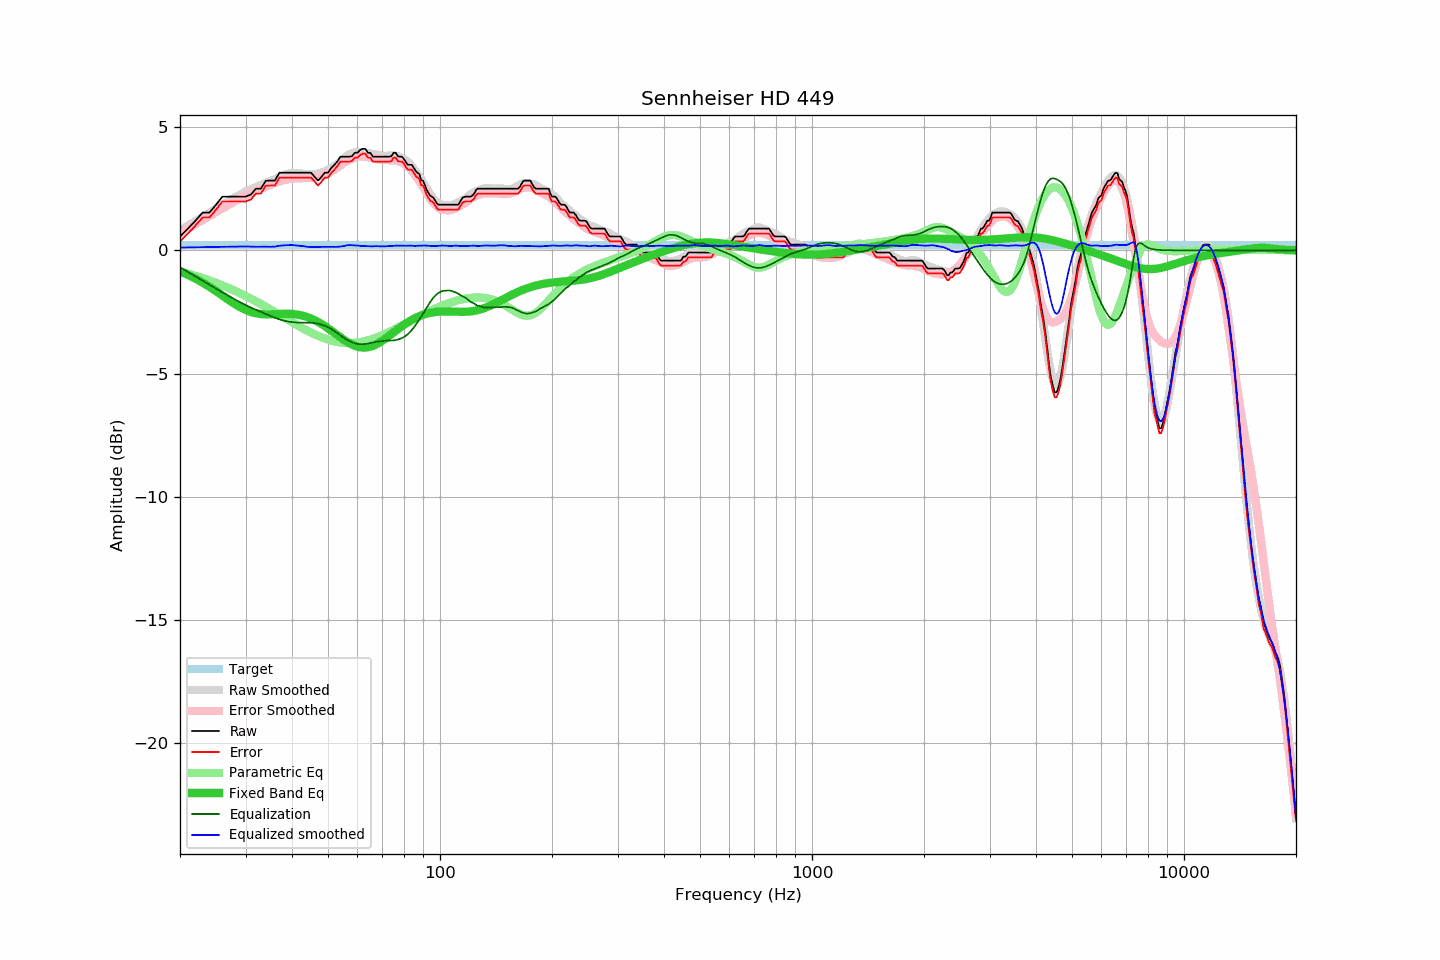 Sennheiser HD 449
5
0
−5
−10
−15
−20
Amplitude (dBr)
Target
Raw Smoothed
Error Smoothed
Raw
Error
Parametric Eq
Fixed Band Eq
Equalization
Equalized smoothed
100
1000
10000
Frequency (Hz)